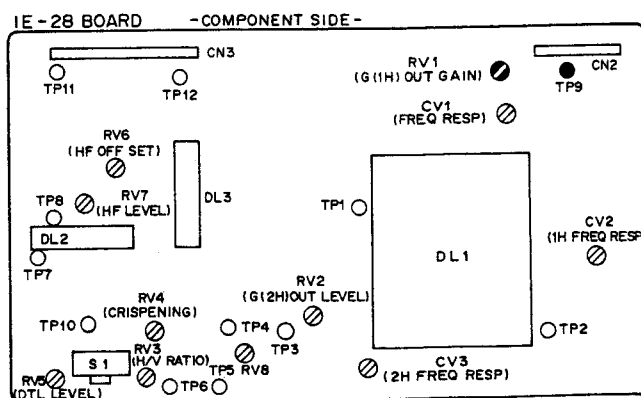 IE-28 BOARD -COMPONENT SIDE-
CN3
TP11
TP12
RV1
(G(1H) OUT GAIN)
CN2
TP9
CV1
(FREQ RESP)
RV6
(HF OFF SET)
RV7
(HF LEVEL)
TP8
DL2
TP7
DL3
TP1
DL1
CV2
(1H FREQ RESP)
RV2
(G(2H)OUT LEVEL)
RV4
(CRISPENING)
TP10
TP4
TP3
TP2
S1
RV3
(H/V RATIO)
RV8
RV5
(DTL LEVEL)
TP6
TP5
CV3
(2H FREQ RESP)